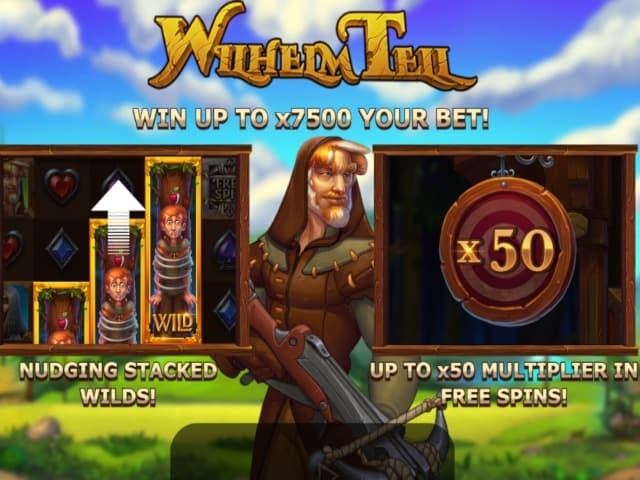 WILHELM TELL
WIN UP TO x7500 YOUR BET!
WILD
x50
NUDGING STACKED
WILDS!
UP TO x50 MULTIPLIER IN
FREE SPINS!